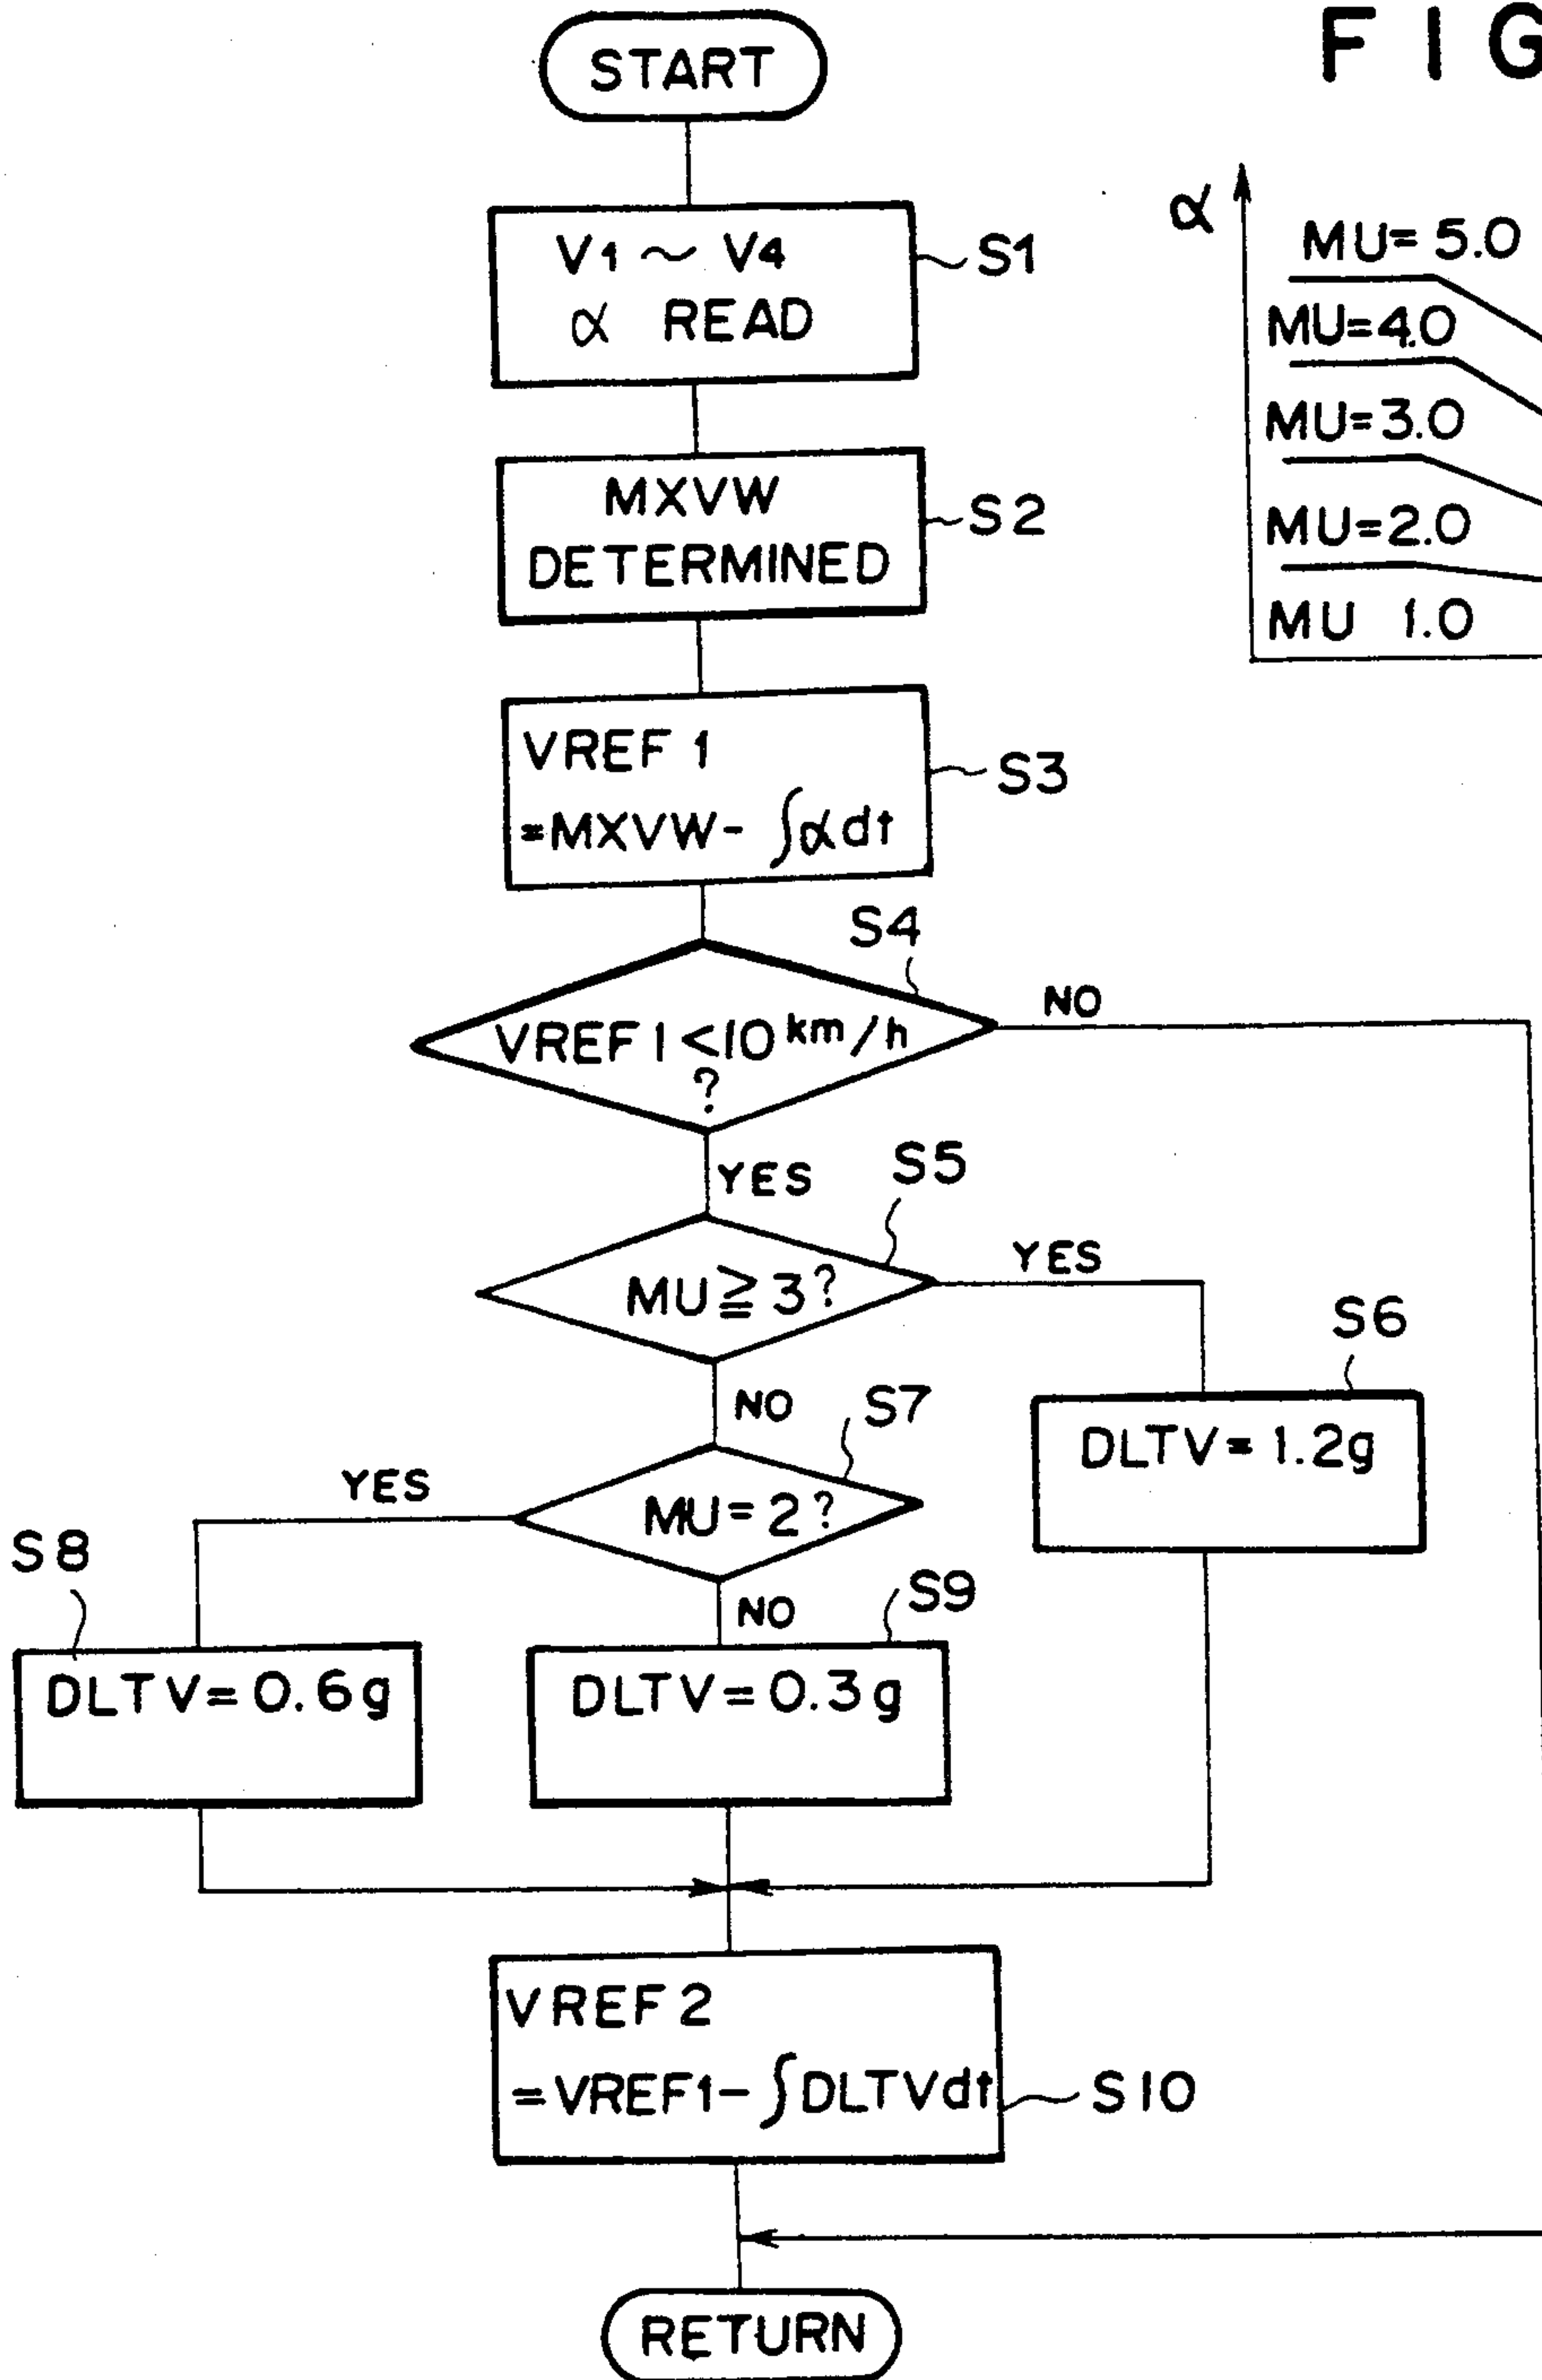 START
FIG
V1 ~ V4
α READ
S1
α
MU= 5.0
MU=4.0
MU=3.0
MU=2.0
MU 1.0
MXVW
DETERMINED
S2
VREF 1
=MXVW- ∫αdt
S3
S4
VREF 1 <10 km/h
?
NO
YES
S5
MU ≧ 3?
YES
S6
DLTV= 1.2g
NO
S7
MU= 2?
YES
S8
DLTV=0.6g
NO
S9
DLTV=0.3g
VREF2
=VREF1- ∫DLTVdt
S10
RETURN